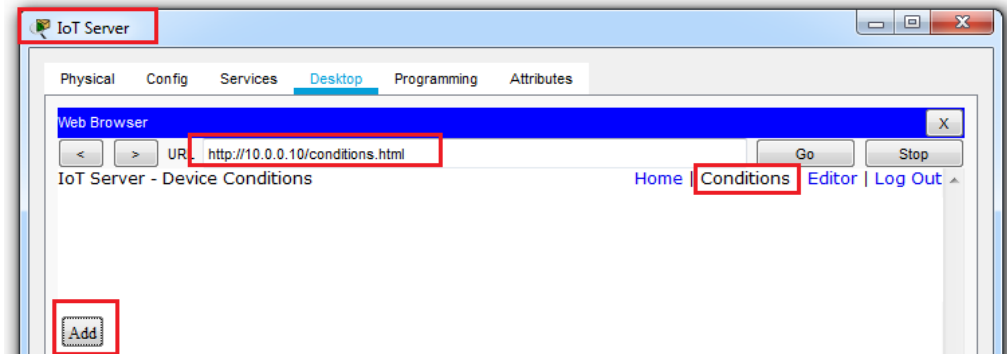 IoT Server
Physical Config Services Desktop Programming Attributes
Web Browser X
< > URL http://10.0.0.10/conditions.html Go Stop
IoT Server - Device Conditions Home | Conditions Editor | Log Out
Add